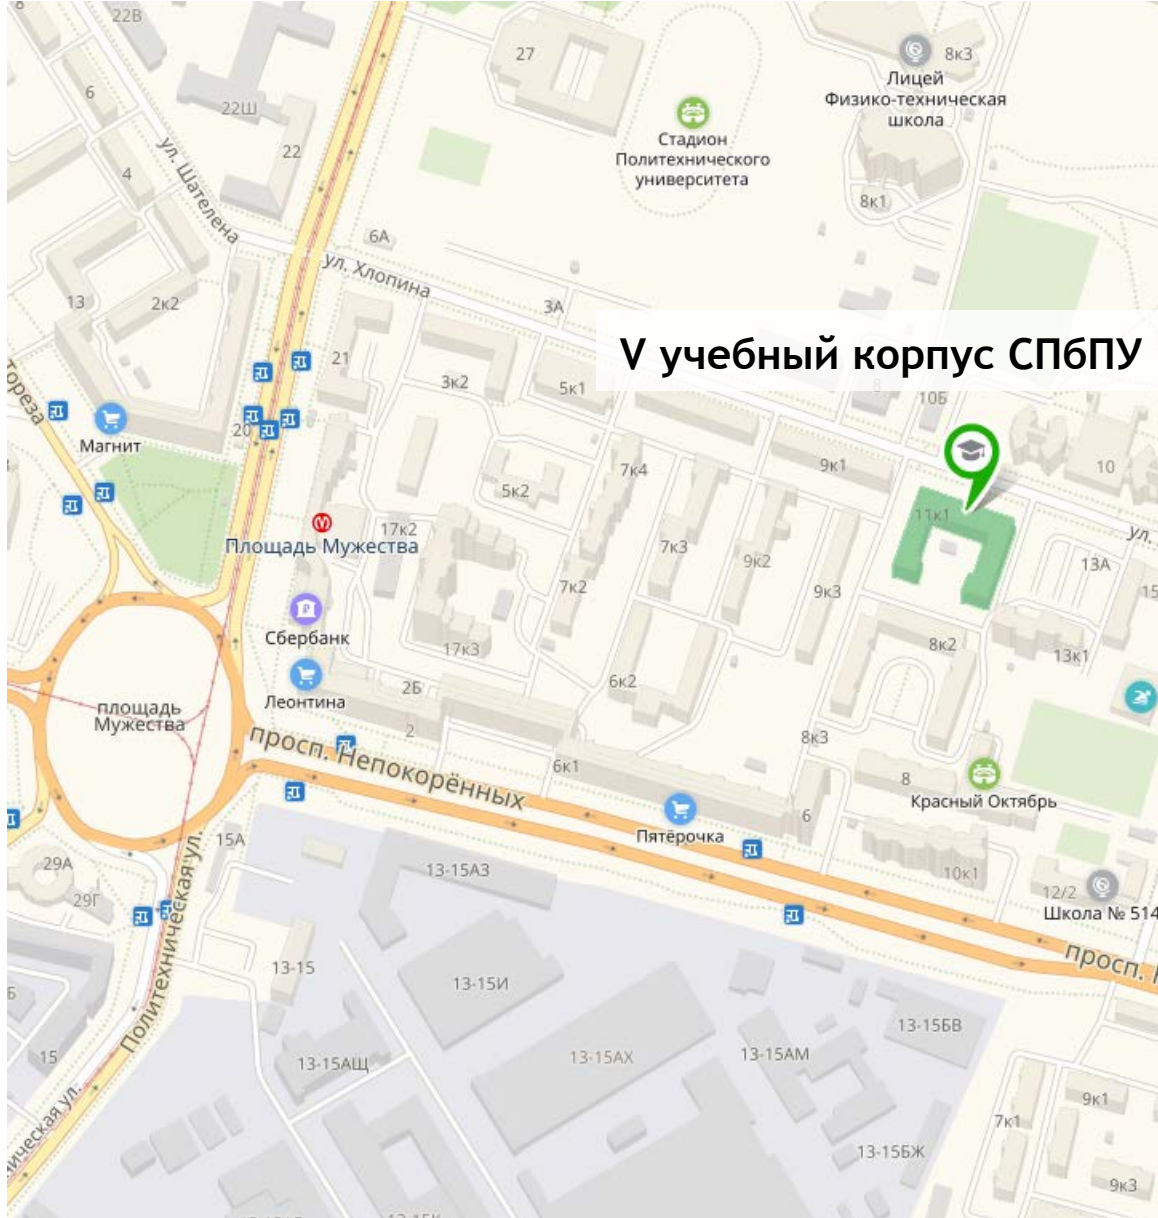 22В
27
8к3
Лицей
Физико-техническая
школа
6
22Ш
22
Стадион
Политехнического
университета
ул. Шателена
4
8к1
6А
ул. Хлопина
13
2к2
3А
V учебный корпус СПбПУ
21
3к2
5к1
8
10Б
Тореза
Магнит
20
9к1
10
7к4
5к2
11к1
17к2
Площадь Мужества
7к3
9к2
ул.
13А
7к2
9к3
15
Сбербанк
17к3
8к2
13к1
2Б
6к2
Леонтина
площадь
Мужества
2
просп. Непокорённых
8к3
6к1
8
Красный Октябрь
6
Пятёрочка
15А
29А
13-15А3
10к1
12/2
29Г
Школа № 514
Политехническая ул.
просп.
13-15
13-15И
13-15БВ
15
13-15АЩ
13-15АХ
13-15АМ
9к1
7к1
ническая ул.
13-15БЖ
9к3